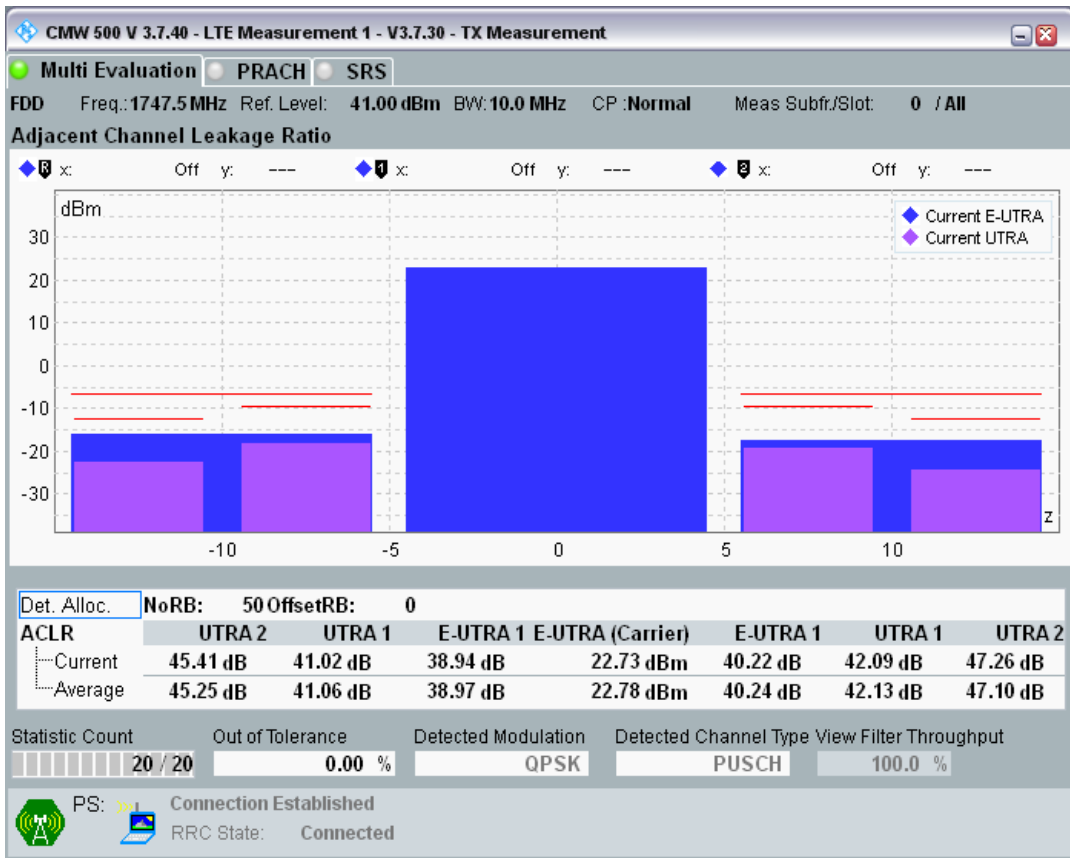 CMW 500 V 3.7.40 - LTE Measurement 1 - V3.7.30 - TX Measurement
Multi Evaluation PRACH SRS
FDD Freq.:1747.5 MHz Ref. Level: 41.00 dBm BW:10.0 MHz CP :Normal Meas Subfr./Slot: 0 / All
Adjacent Channel Leakage Ratio
R x: Off y: --- 1 x: Off y: --- 2 x: Off y: ---
dBm
Current E-UTRA
Current UTRA
30
20
10
0
-10
-20
-30
z
-10 -5 0 5 10
Det. Alloc. NoRB: 50 OffsetRB: 0
ACLR UTRA 2 UTRA 1 E-UTRA 1 E-UTRA (Carrier) E-UTRA 1 UTRA 1 UTRA 2
Current 45.41 dB 41.02 dB 38.94 dB 22.73 dBm 40.22 dB 42.09 dB 47.26 dB
Average 45.25 dB 41.06 dB 38.97 dB 22.78 dBm 40.24 dB 42.13 dB 47.10 dB
Statistic Count Out of Tolerance Detected Modulation Detected Channel Type View Filter Throughput
20 / 20 0.00 % QPSK PUSCH 100.0 %
PS: Connection Established
RRC State: Connected